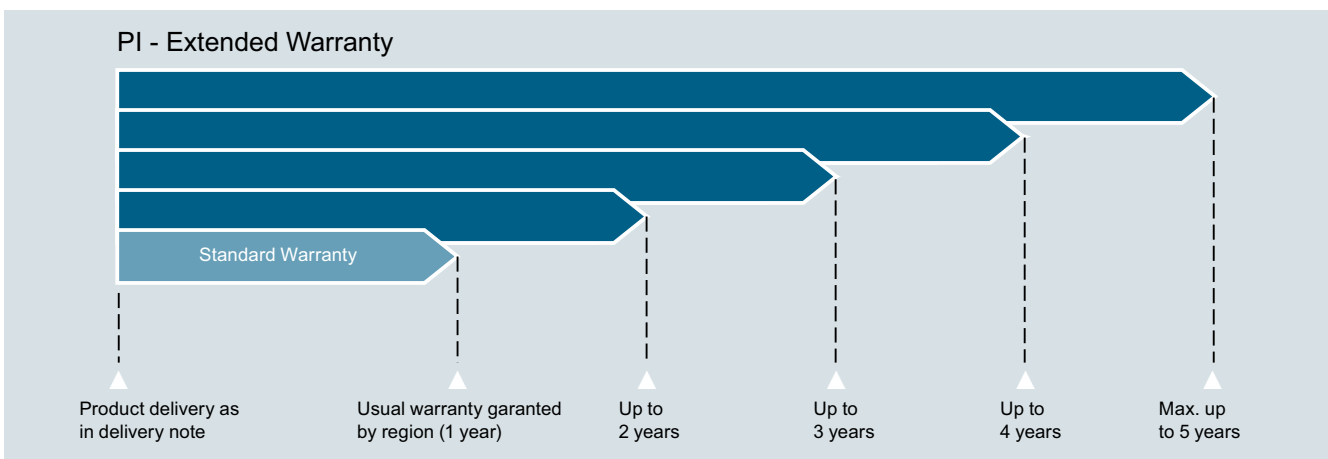 PI - Extended Warranty
Standard Warranty
Product delivery as
in delivery note
Usual warranty garanted
by region (1 year)
Up to
2 years
Up to
3 years
Up to
4 years
Max. up
to 5 years